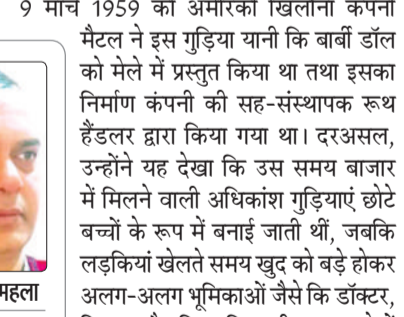 9 मार्च 1959 को अमेरिकी खिलौना कंपनी
मैटल ने इस गुड़िया यानी कि बार्बी डॉल
को मेले में प्रस्तुत किया था तथा इसका
निर्माण कंपनी की सह-संस्थापक रूथ
हैंडलर द्वारा किया गया था। दरअसल,
उन्होंने यह देखा कि उस समय बाजार
में मिलने वाली अधिकांश गुड़ियाएं छोटे
बच्चों के रूप में बनाई जाती थीं, जबकि
लड़कियां खेलते समय खुद को बड़े होकर
अलग-अलग भूमिकाओं जैसे कि डॉक्टर,
महला